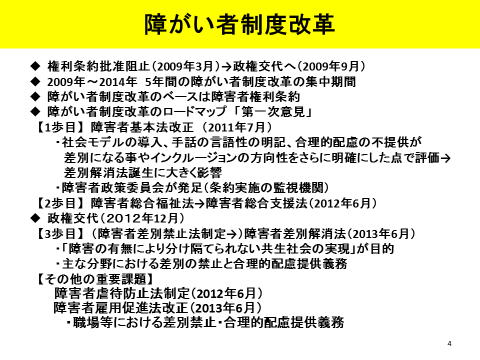 障がい者制度改革
◆ 権利条約批准阻止(2009年3月)→政権交代へ(2009年9月)
◆ 2009年～2014年 5年間の障がい者制度改革の集中期間
◆ 障がい者制度改革のベースは障害者権利条約
◆ 障がい者制度改革のロードマップ 「第一次意見」
【1歩目】 障害者基本法改正 (2011年7月)
・社会モデルの導入、手話の言語性の明記、合理的配慮の不提供が
差別になる事やインクルージョンの方向性をさらに明確にした点で評価→
差別解消法誕生に大きく影響
・障害者政策委員会が発足(条約実施の監視機関)
【2歩目】 障害者総合福祉法→障害者総合支援法(2012年6月)
◆ 政権交代(2012年12月)
【3歩目】 (障害者差別禁止法制定→)障害者差別解消法(2013年6月)
・「障害の有無により分け隔てられない共生社会の実現」が目的
・主な分野における差別の禁止と合理的配慮提供義務
【その他の重要課題】
障害者虐待防止法制定(2012年6月)
障害者雇用促進法改正(2013年6月)
・職場等における差別禁止・合理的配慮提供義務
4